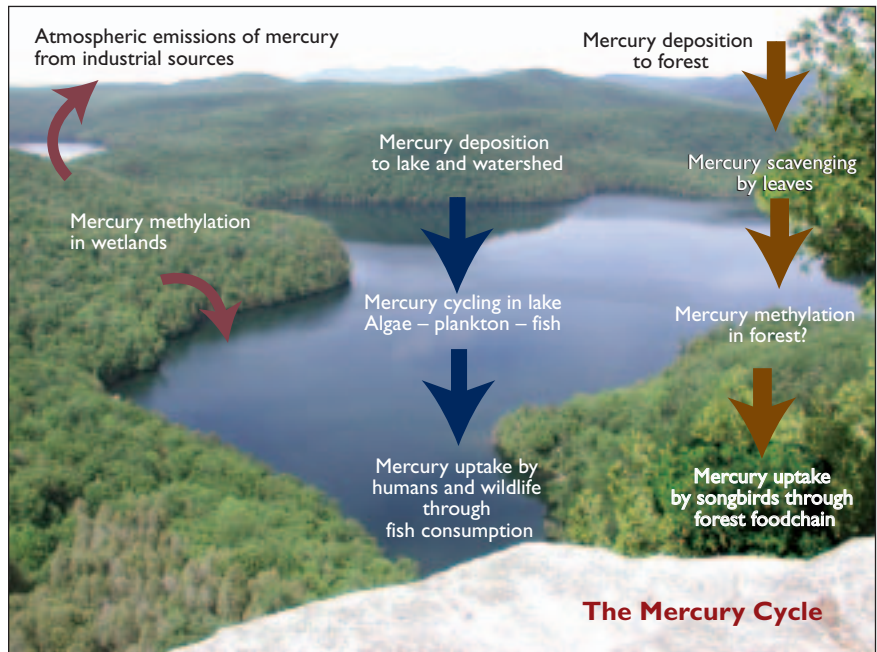 Atmospheric emissions of mercury
from industrial sources
Mercury deposition
to forest
Mercury deposition
to lake and watershed
Mercury scavenging
by leaves
Mercury methylation
in wetlands
Mercury cycling in lake
Algae – plankton – fish
Mercury methylation
in forest?
Mercury uptake by
humans and wildlife
through
fish consumption
Mercury uptake
by songbirds through
forest foodchain
The Mercury Cycle